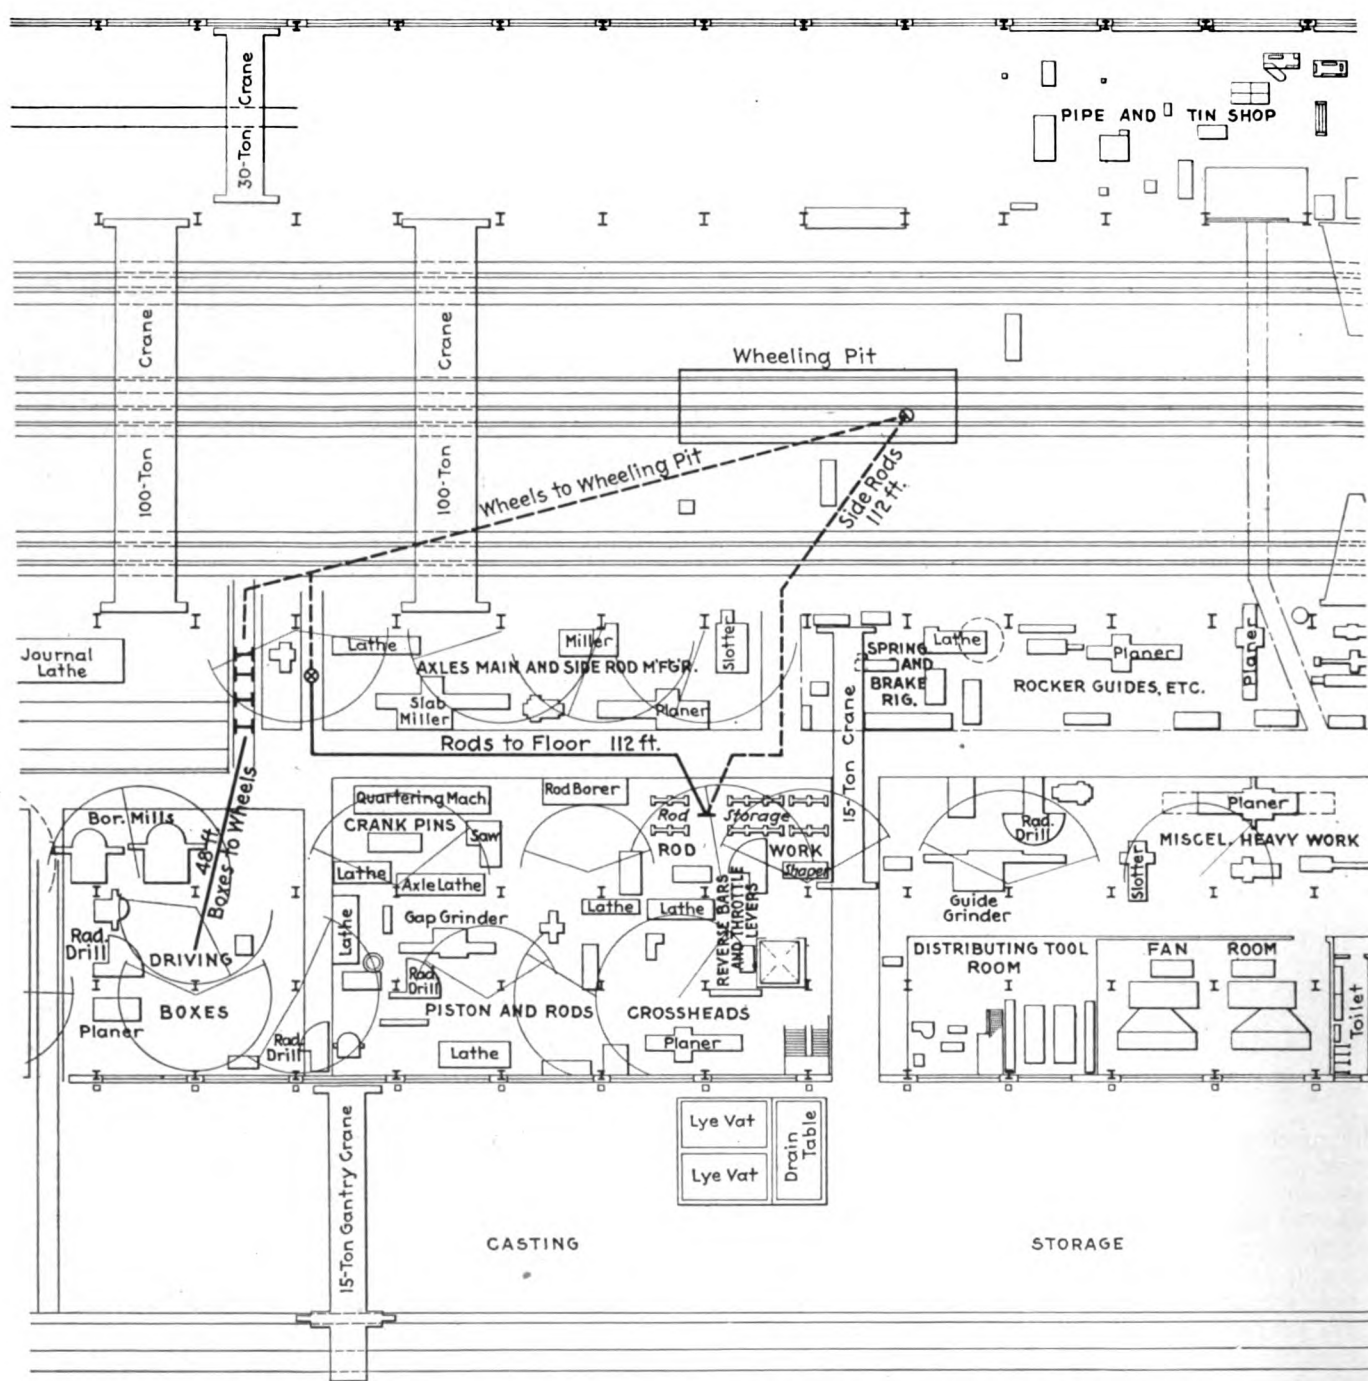 30-Ton Crane
PIPE AND TIN SHOP
100-Ton Crane
100-Ton Crane
Wheeling Pit
Wheels to Wheeling Pit
Side Rods
112 ft.
Journal
Lathe
Lathe
Miller
Slotter
AXLES MAIN AND SIDE ROD M'F'G'R.
Slab
Miller
Planer
SPRING
AND
BRAKE
RIG.
Lathe
Planer
Planer
ROCKER GUIDES, ETC.
Rods to Floor 112 ft.
15-Ton Crane
48 ft.
Boxes to Wheels
Bor. Mills
Quartering Mach.
CRANK PINS
Saw
Lathe
Axle Lathe
Rod Borer
Rod Storage
ROD WORK
Shaper
Rad.
Drill
Planer
MISCEL. HEAVY WORK
Slotter
Guide
Grinder
Lathe
Gap Grinder
Lathe
Lathe
REVERSE BARS
AND THROTTLE
LEVERS
Rad.
Drill
DRIVING
BOXES
Planer
Rad.
Drill
Rad.
Drill
PISTON AND RODS
CROSSHEADS
Lathe
Planer
DISTRIBUTING TOOL
ROOM
FAN ROOM
Toilet
15-Ton Gantry Crane
Lye Vat
Lye Vat
Drain
Table
CASTING
STORAGE